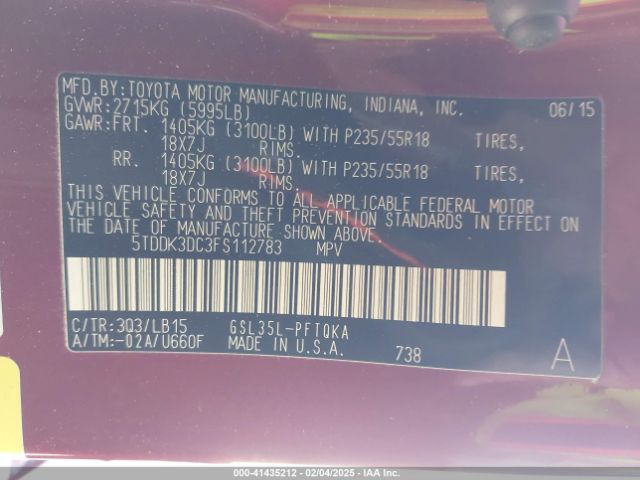 MFD.BY:TOYOTA MOTOR MANUFACTURING, INDIANA, INC. 06/15
GVWR:2715KG (5995LB)
GAWR:FRT. 1405KG (3100LB) WITH P235/55R18 TIRES,
18X7J RIMS.
RR. 1405KG (3100LB) WITH P235/55R18 TIRES,
18X7J RIMS.
THIS VEHICLE CONFORMS TO ALL APPLICABLE FEDERAL MOTOR
VEHICLE SAFETY AND THEFT PREVENTION STANDARDS IN EFFECT ON
THE DATE OF MANUFACTURE SHOWN ABOVE.
5TDDK3DC3FS112783 MPV
C/TR:3Q3/LB15 GSL35L-PFTQKA
A/TM:-02A/U660F MADE IN U.S.A. 738 A
000-41435212 - 02/04/2025 - IAA Inc.